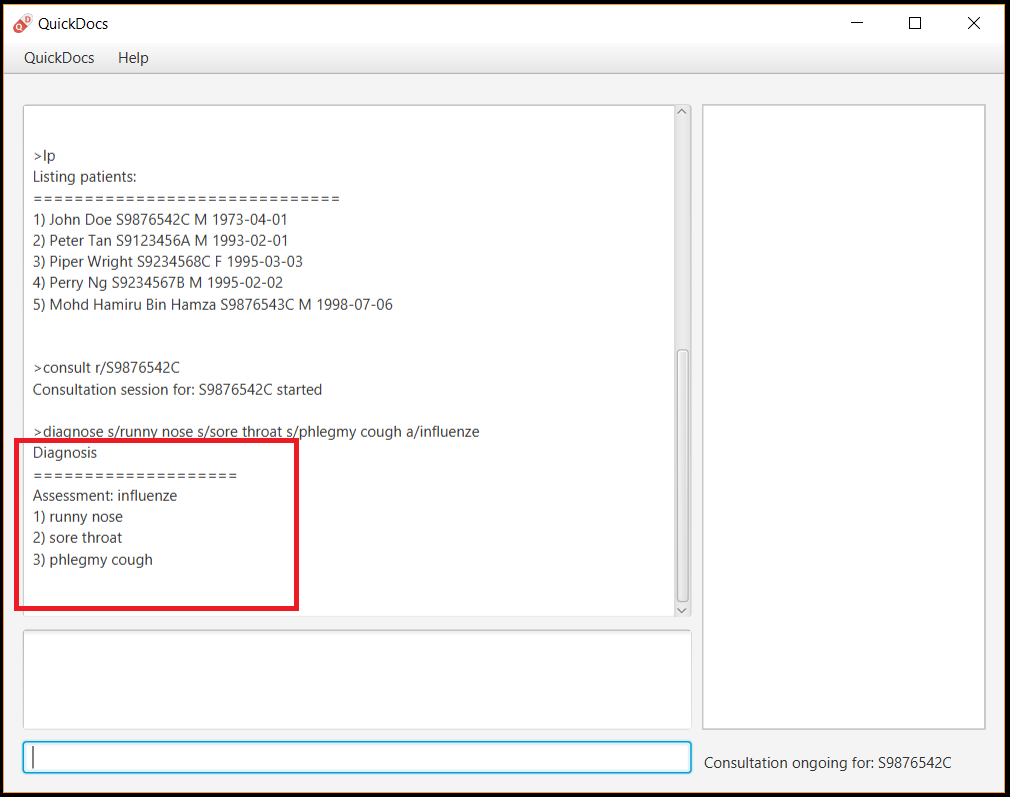 QuickDocs
QuickDocs Help
>lp
Listing patients:
==============================
1) John Doe S9876542C M 1973-04-01
2) Peter Tan S9123456A M 1993-02-01
3) Piper Wright S9234568C F 1995-03-03
4) Perry Ng S9234567B M 1995-02-02
5) Mohd Hamiru Bin Hamza S9876543C M 1998-07-06
>consult r/S9876542C
Consultation session for: S9876542C started
>diagnose s/runny nose s/sore throat s/phlegmy cough a/influenze
Diagnosis
====================
Assessment: influenze
1) runny nose
2) sore throat
3) phlegmy cough
Consultation ongoing for: S9876542C